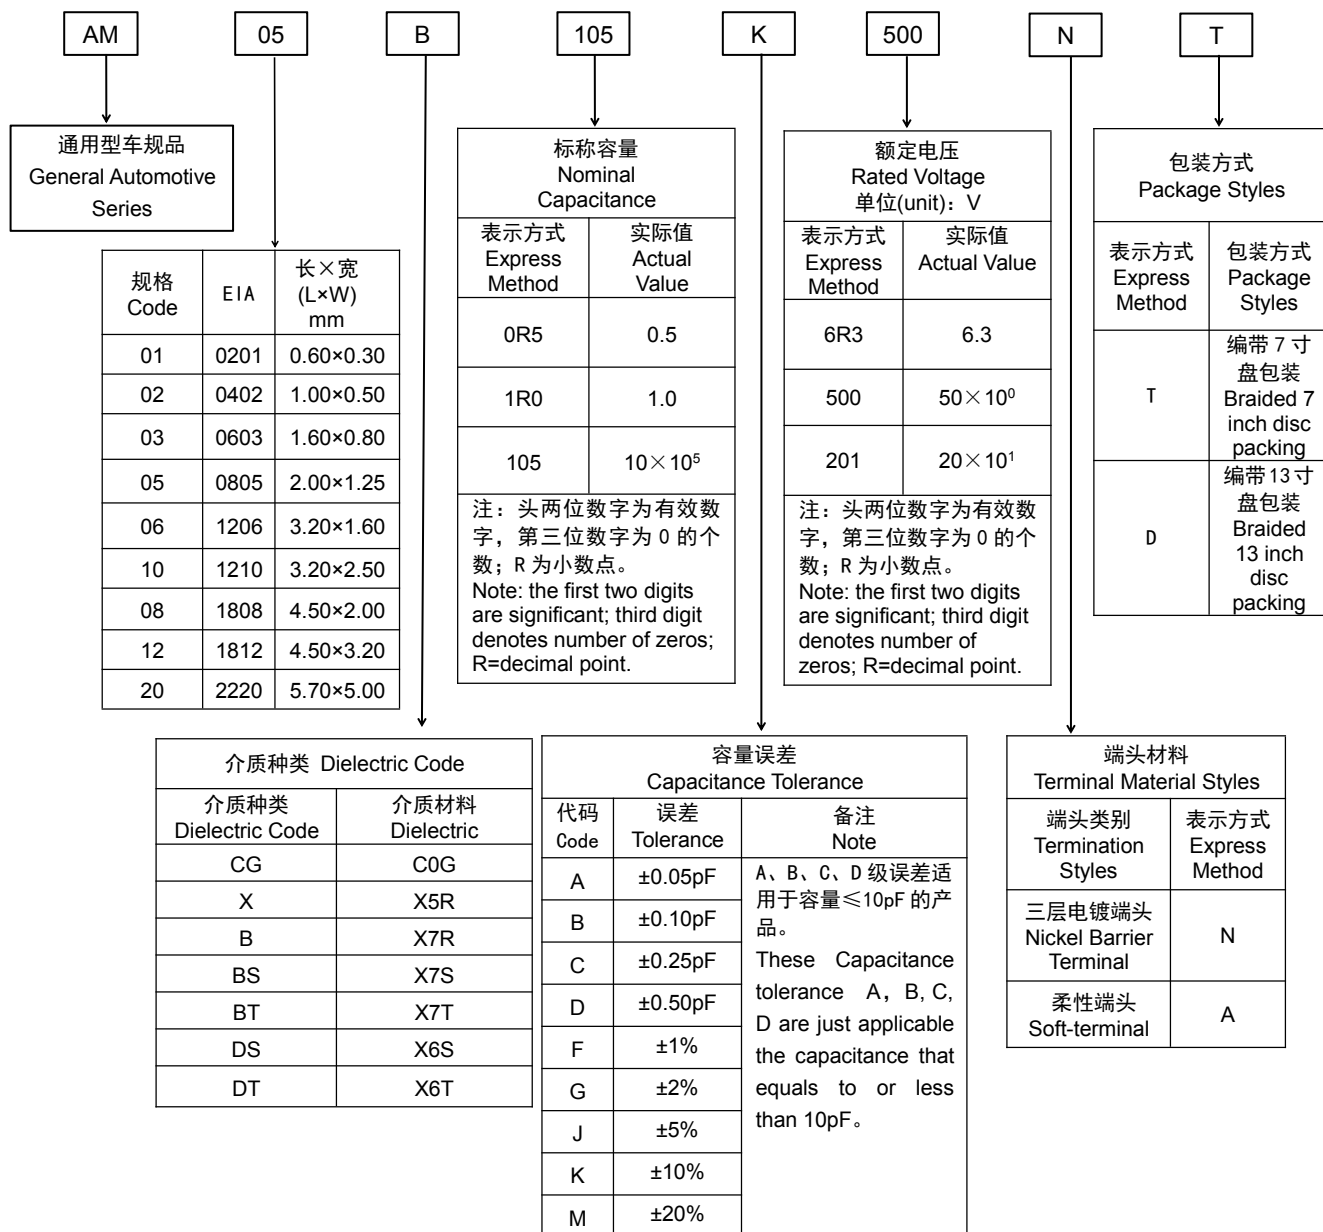 AM 05 B 105 K 500 N T
通用型车规品
General Automotive
Series
规格
Code
EIA
长×宽
(L×W)
mm
01 0201 0.60×0.30
02 0402 1.00×0.50
03 0603 1.60×0.80
05 0805 2.00×1.25
06 1206 3.20×1.60
10 1210 3.20×2.50
08 1808 4.50×2.00
12 1812 4.50×3.20
20 2220 5.70×5.00
标称容量
Nominal
Capacitance
表示方式
Express
Method
实际值
Actual
Value
0R5 0.5
1R0 1.0
105 10×10⁵
注：头两位数字为有效数
字，第三位数字为 0 的个
数；R 为小数点。
Note: the first two digits
are significant; third digit
denotes number of zeros;
R=decimal point.
额定电压
Rated Voltage
单位(unit)：V
表示方式
Express
Method
实际值
Actual Value
6R3 6.3
500 50×10⁰
201 20×10¹
注：头两位数字为有效数
字，第三位数字为 0 的个
数；R 为小数点。
Note: the first two digits
are significant; third digit
denotes number of
zeros; R=decimal point.
包装方式
Package Styles
表示方式
Express
Method
包装方式
Package
Styles
T
编带 7 寸
盘包装
Braided 7
inch disc
packing
D
编带 13 寸
盘包装
Braided
13 inch
disc
packing
介质种类 Dielectric Code
介质种类
Dielectric Code
介质材料
Dielectric
CG C0G
X X5R
B X7R
BS X7S
BT X7T
DS X6S
DT X6T
容量误差
Capacitance Tolerance
代码
Code
误差
Tolerance
备注
Note
A ±0.05pF
B ±0.10pF
C ±0.25pF
D ±0.50pF
F ±1%
G ±2%
J ±5%
K ±10%
M ±20%
A、B、C、D 级误差适
用于容量≤10pF 的产
品。
These Capacitance
tolerance A，B, C,
D are just applicable
the capacitance that
equals to or less
than 10pF。
端头材料
Terminal Material Styles
端头类别
Termination
Styles
表示方式
Express
Method
三层电镀端头
Nickel Barrier
Terminal
N
柔性端头
Soft-terminal
A